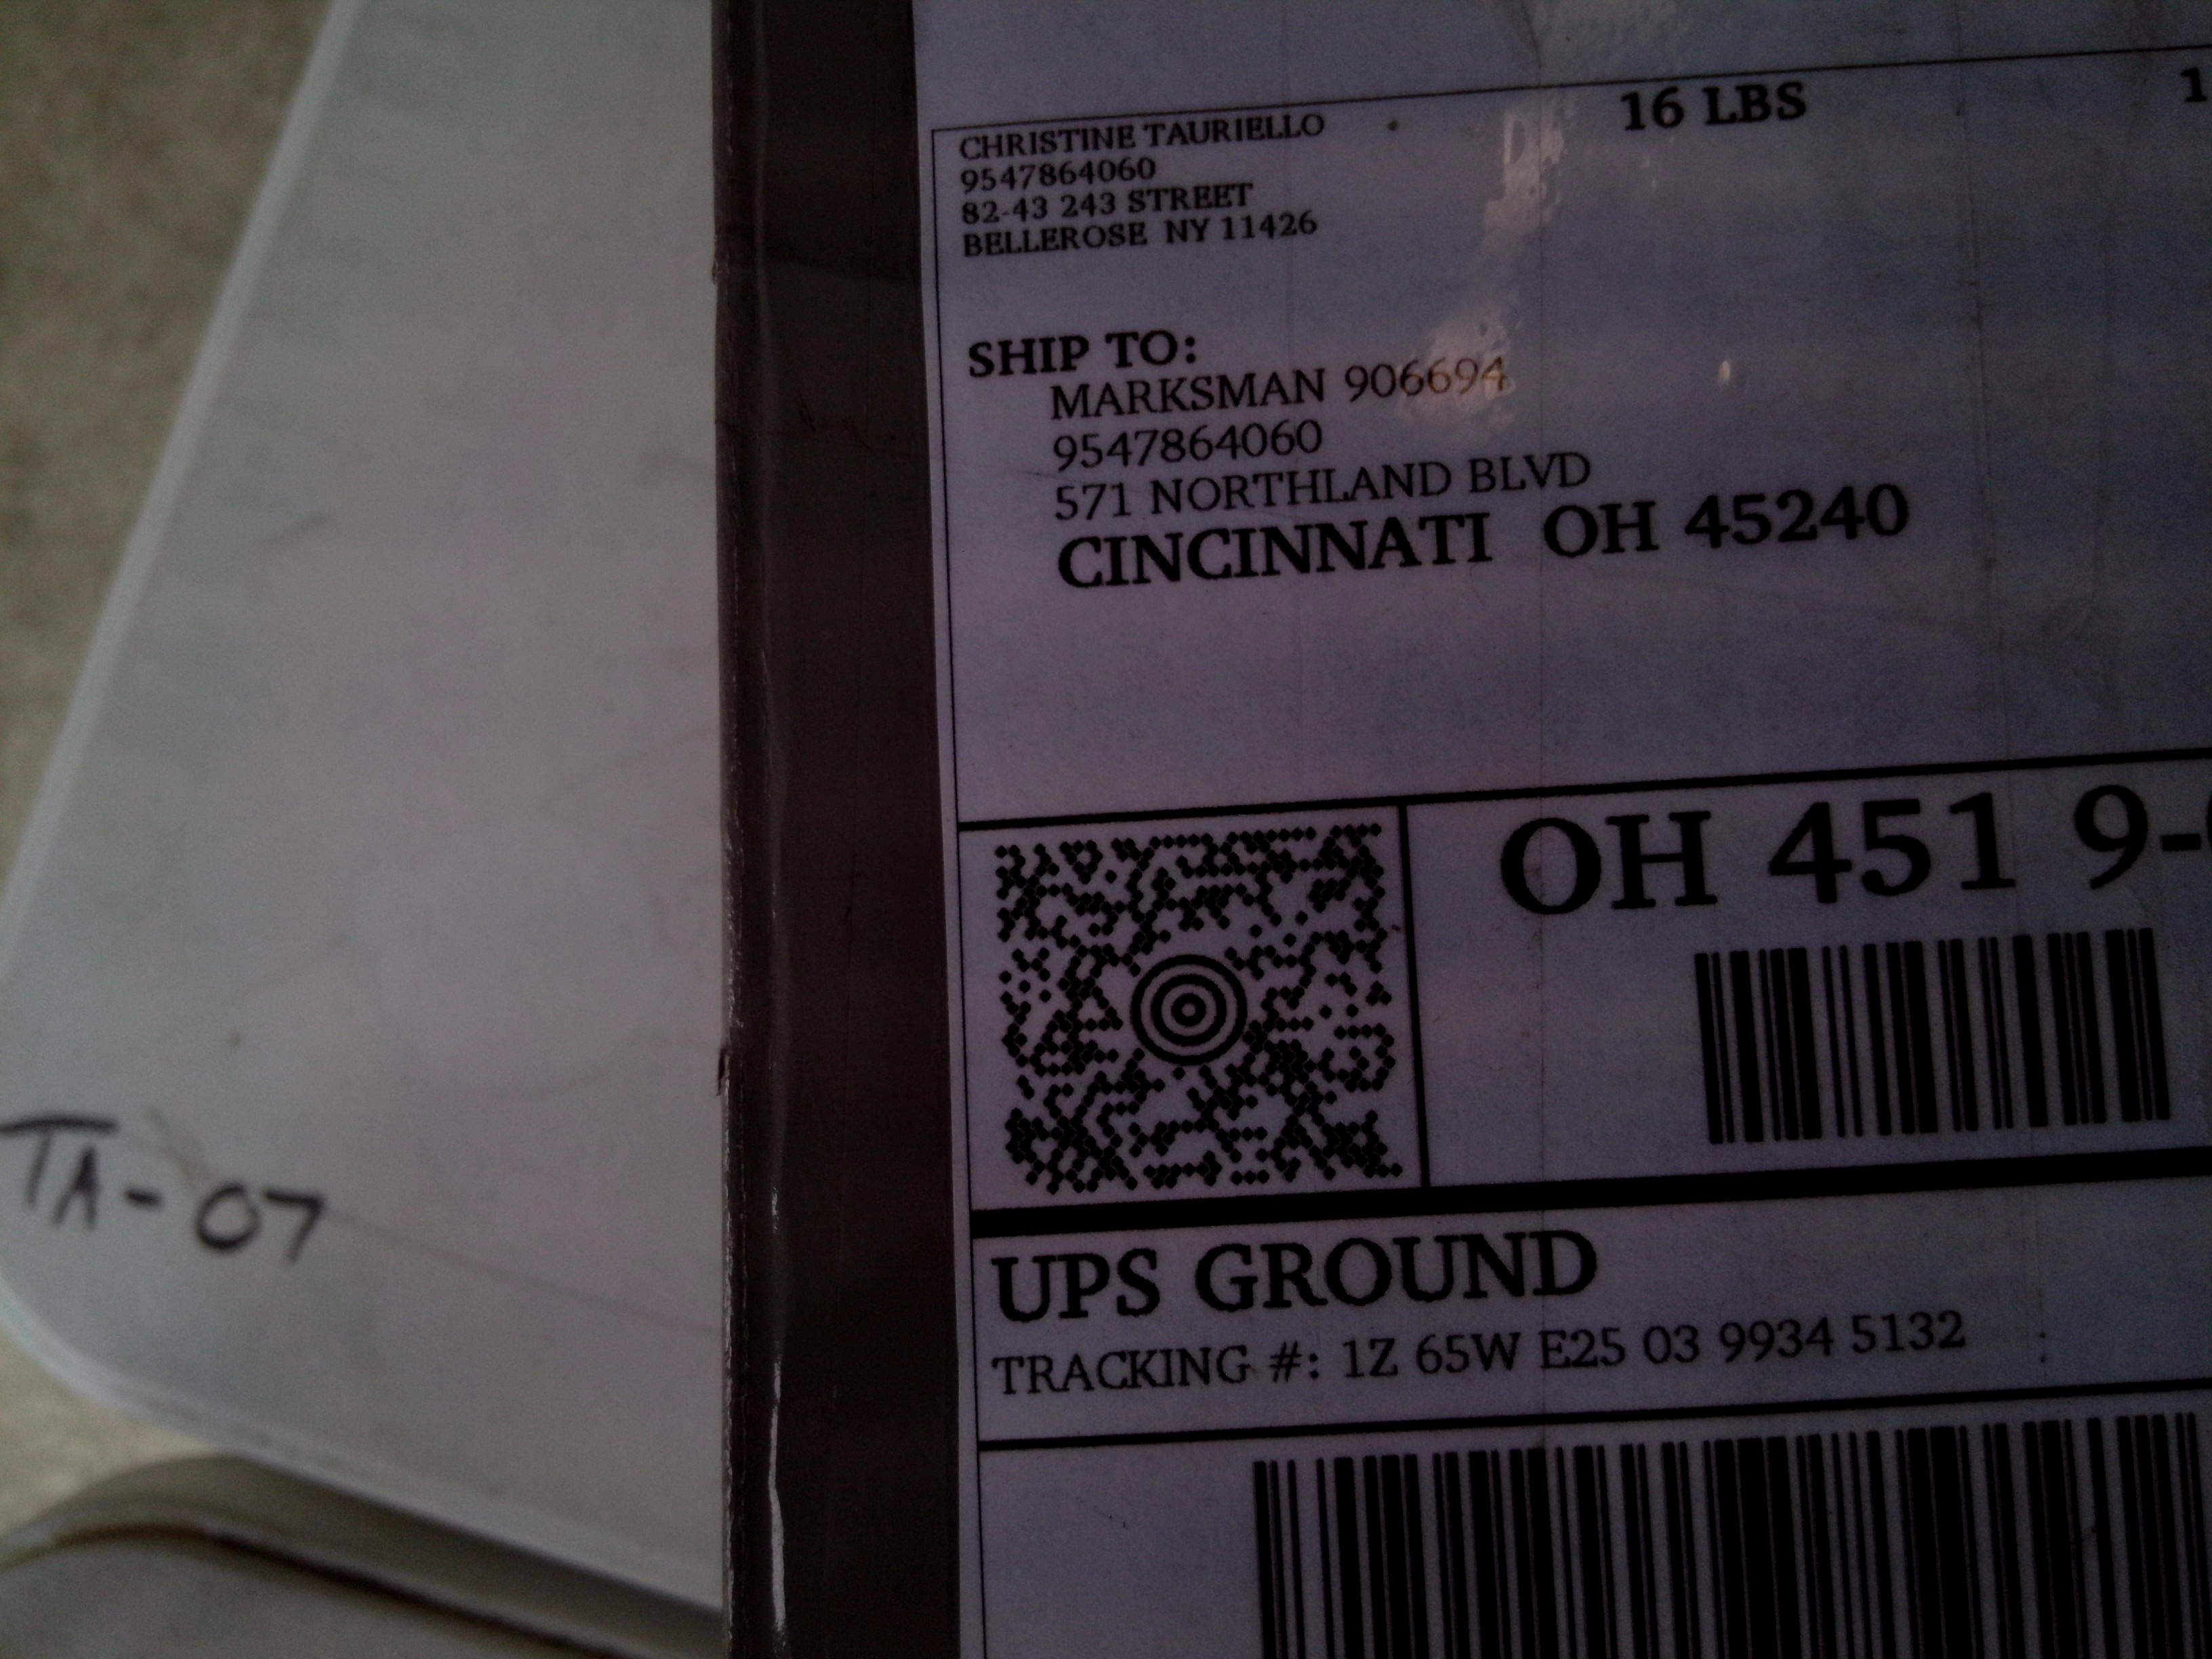 CHRISTINE TAURIELLO
9547864060
82-43 243 STREET
BELLEROSE NY 11426
16 LBS
SHIP TO:
MARKSMAN 906694
9547864060
571 NORTHLAND BLVD
CINCINNATI OH 45240
OH 451 9-
UPS GROUND
TRACKING #: 1Z 65W E25 03 9934 5132
TA-07